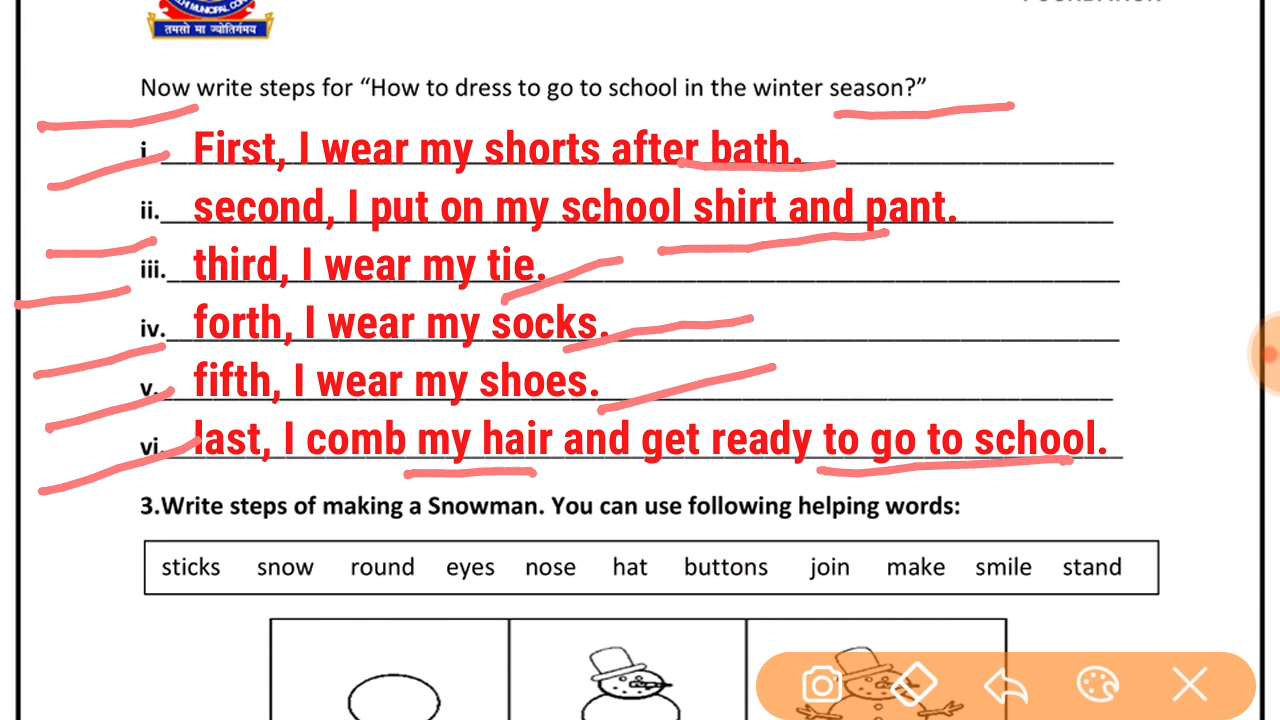 MUNICIPAL
तमसो मा ज्योतिर्गमय
Now write steps for “How to dress to go to school in the winter season?”
i. First, I wear my shorts after bath.
ii. second, I put on my school shirt and pant.
iii. third, I wear my tie.
iv. forth, I wear my socks.
v. fifth, I wear my shoes.
vi. last, I comb my hair and get ready to go to school.
3.Write steps of making a Snowman. You can use following helping words:
sticks snow round eyes nose hat buttons join make smile stand